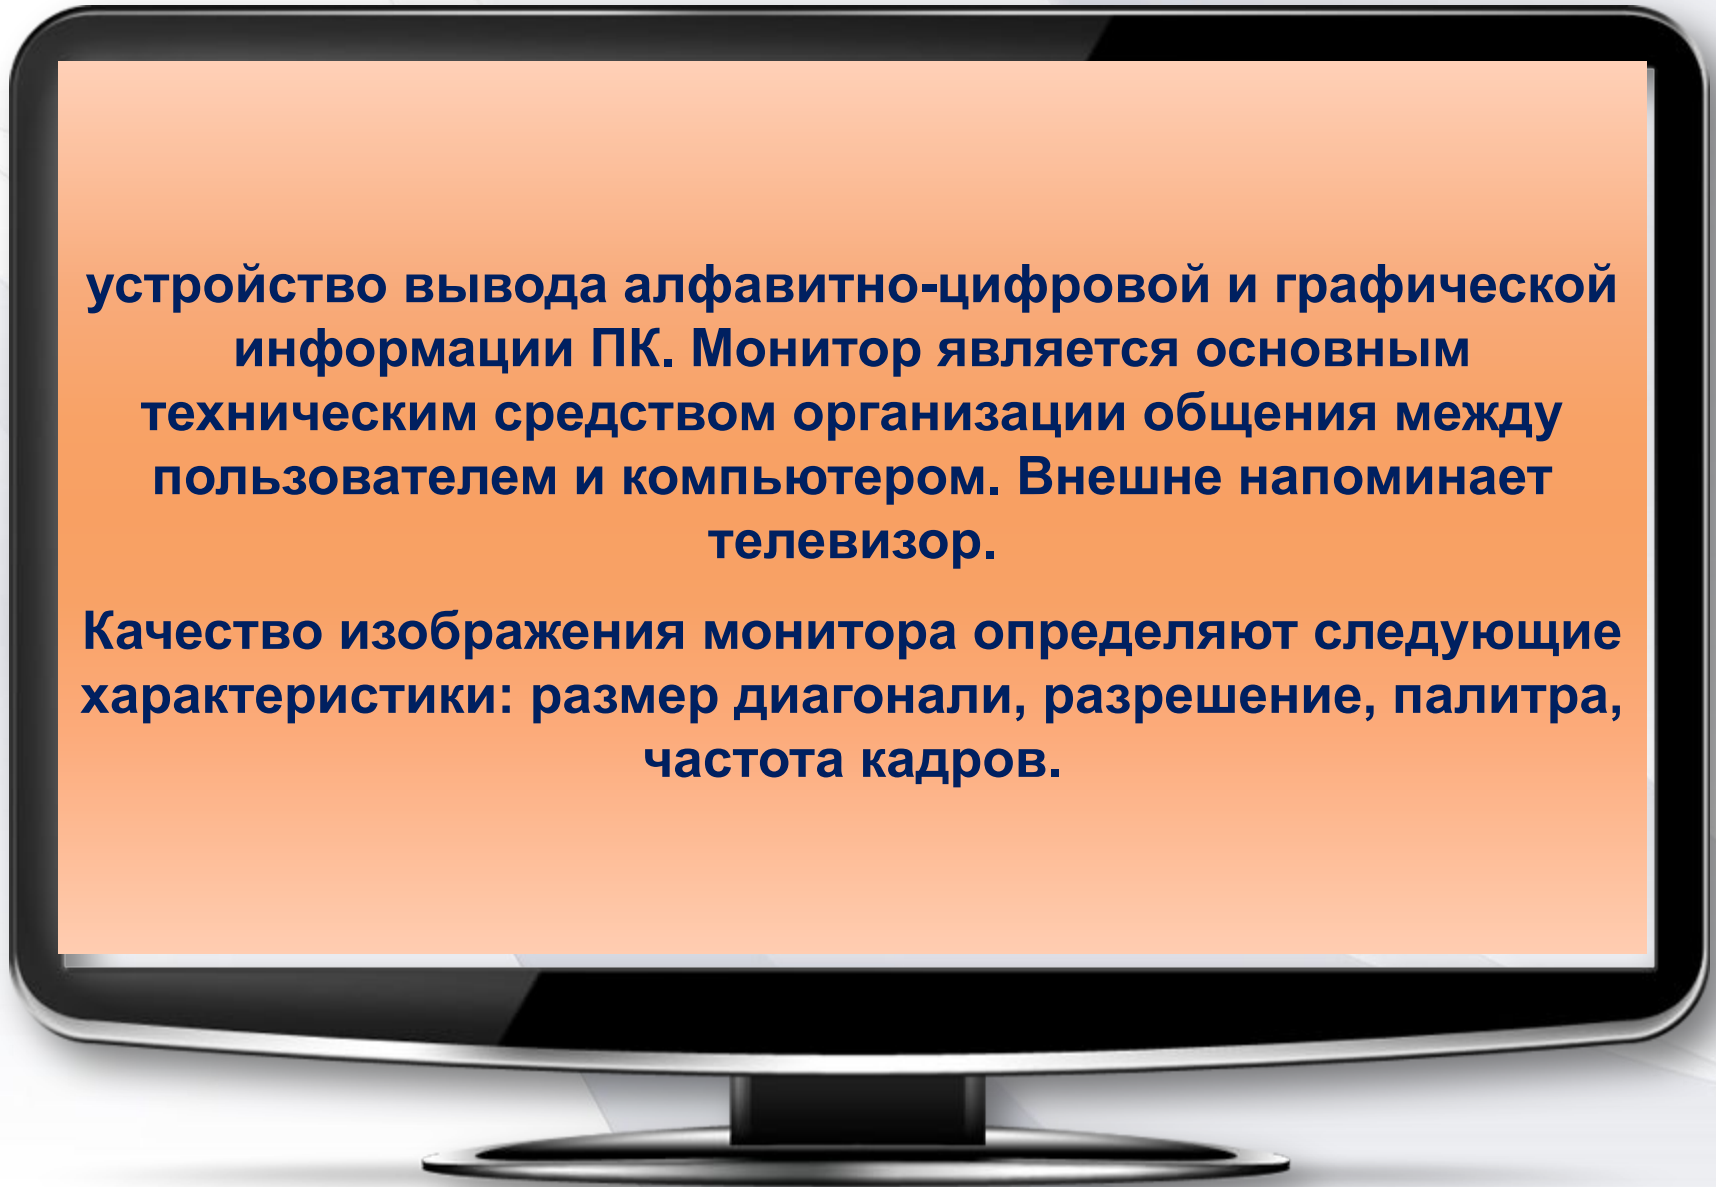 устройство вывода алфавитно-цифровой и графической
информации ПК. Монитор является основным
техническим средством организации общения между
пользователем и компьютером. Внешне напоминает
телевизор.
Качество изображения монитора определяют следующие
характеристики: размер диагонали, разрешение, палитра,
частота кадров.